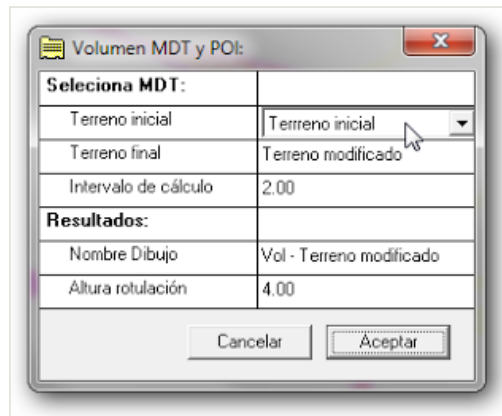 Volumen MDT y POI:
Seleciona MDT:
Terreno inicial Terrreno inicial
Terreno final Terreno modificado
Intervalo de cálculo 2.00
Resultados:
Nombre Dibujo Vol - Terreno modificado
Altura rotulación 4.00
Cancelar Aceptar